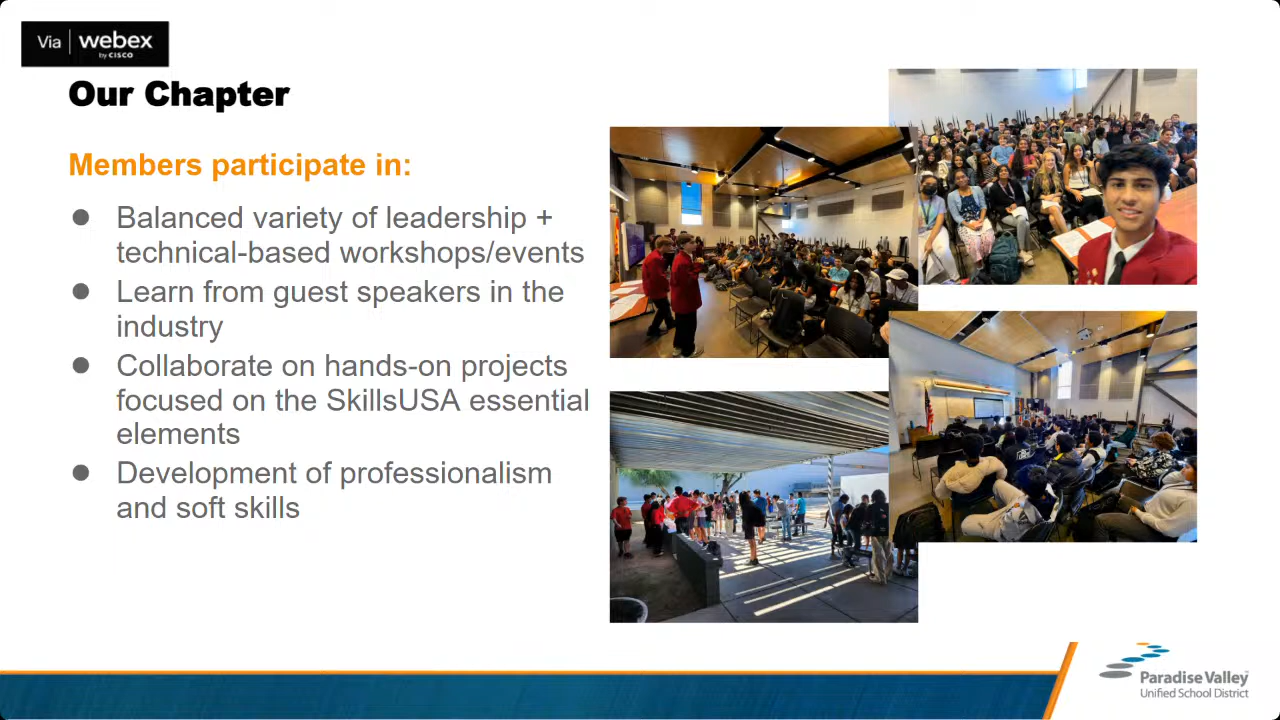 Via | webex
by CISCO
Our Chapter
Members participate in:
● Balanced variety of leadership +
technical-based workshops/events
● Learn from guest speakers in the
industry
● Collaborate on hands-on projects
focused on the SkillsUSA essential
elements
● Development of professionalism
and soft skills
Paradise Valley
Unified School District